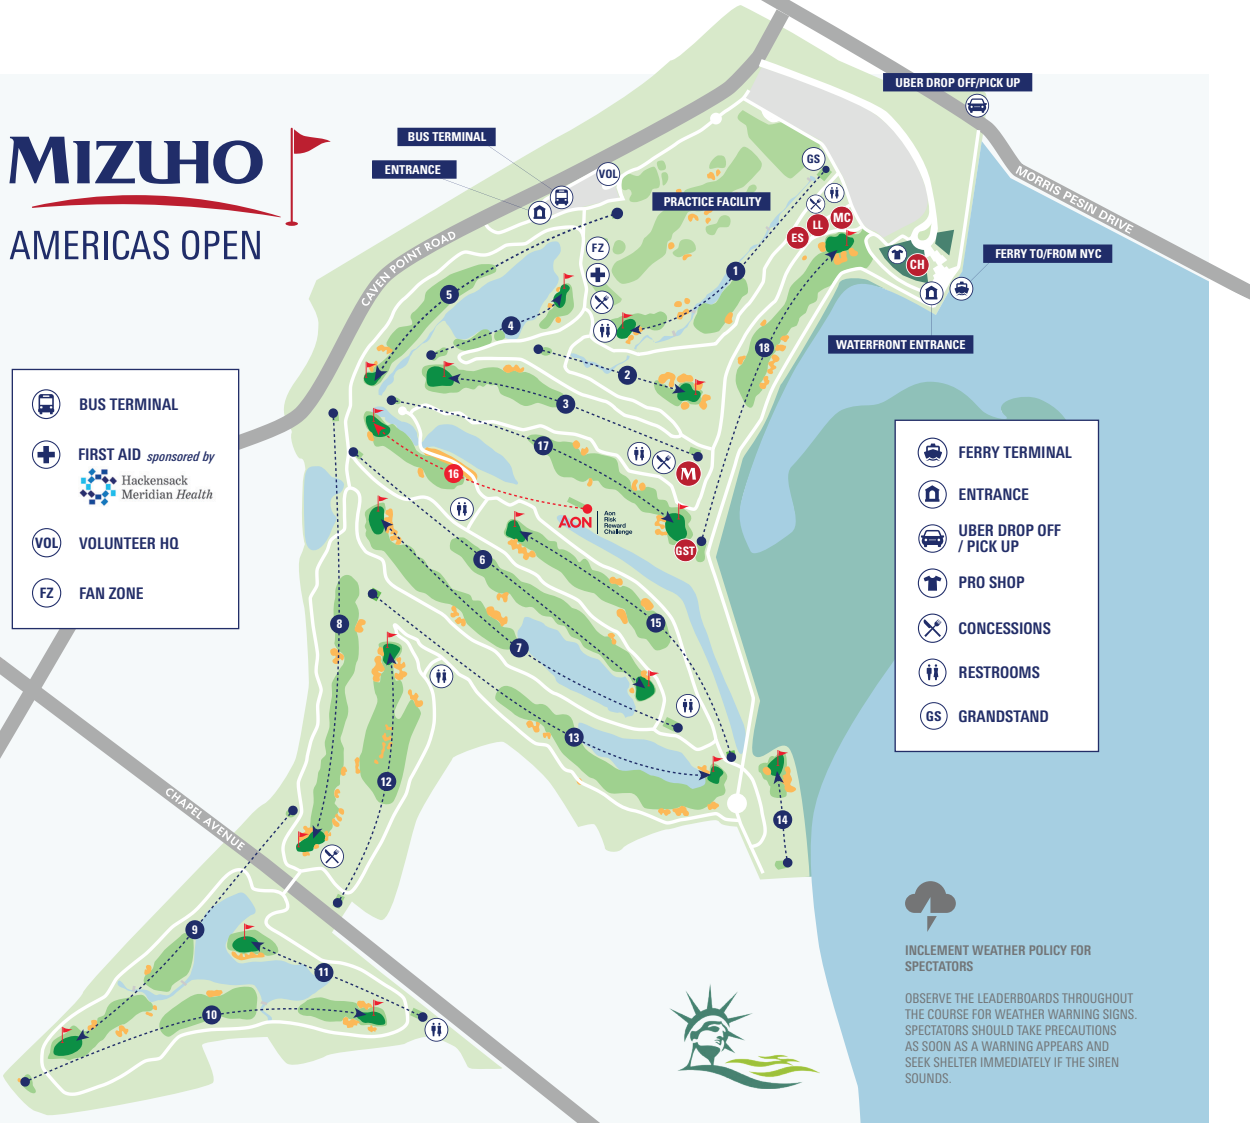 MIZUHO
AMERICAS OPEN
BUS TERMINAL
ENTRANCE
VOL
PRACTICE FACILITY
UBER DROP OFF/PICK UP
MORRIS PESIN DRIVE
FERRY TO/FROM NYC
WATERFRONT ENTRANCE
CAVEN POINT ROAD
CHAPEL AVENUE
GS
MC
LL
ES
CH
FZ
1
2
3
4
5
6
7
8
9
10
11
12
13
14
15
16
17
18
M
GST
AON
Aon
Risk
Reward
Challenge
BUS TERMINAL
FIRST AID sponsored by
Hackensack
Meridian Health
VOL VOLUNTEER HQ
FZ FAN ZONE
FERRY TERMINAL
ENTRANCE
UBER DROP OFF
/ PICK UP
PRO SHOP
CONCESSIONS
RESTROOMS
GS GRANDSTAND
INCLEMENT WEATHER POLICY FOR
SPECTATORS
OBSERVE THE LEADERBOARDS THROUGHOUT
THE COURSE FOR WEATHER WARNING SIGNS.
SPECTATORS SHOULD TAKE PRECAUTIONS
AS SOON AS A WARNING APPEARS AND
SEEK SHELTER IMMEDIATELY IF THE SIREN
SOUNDS.